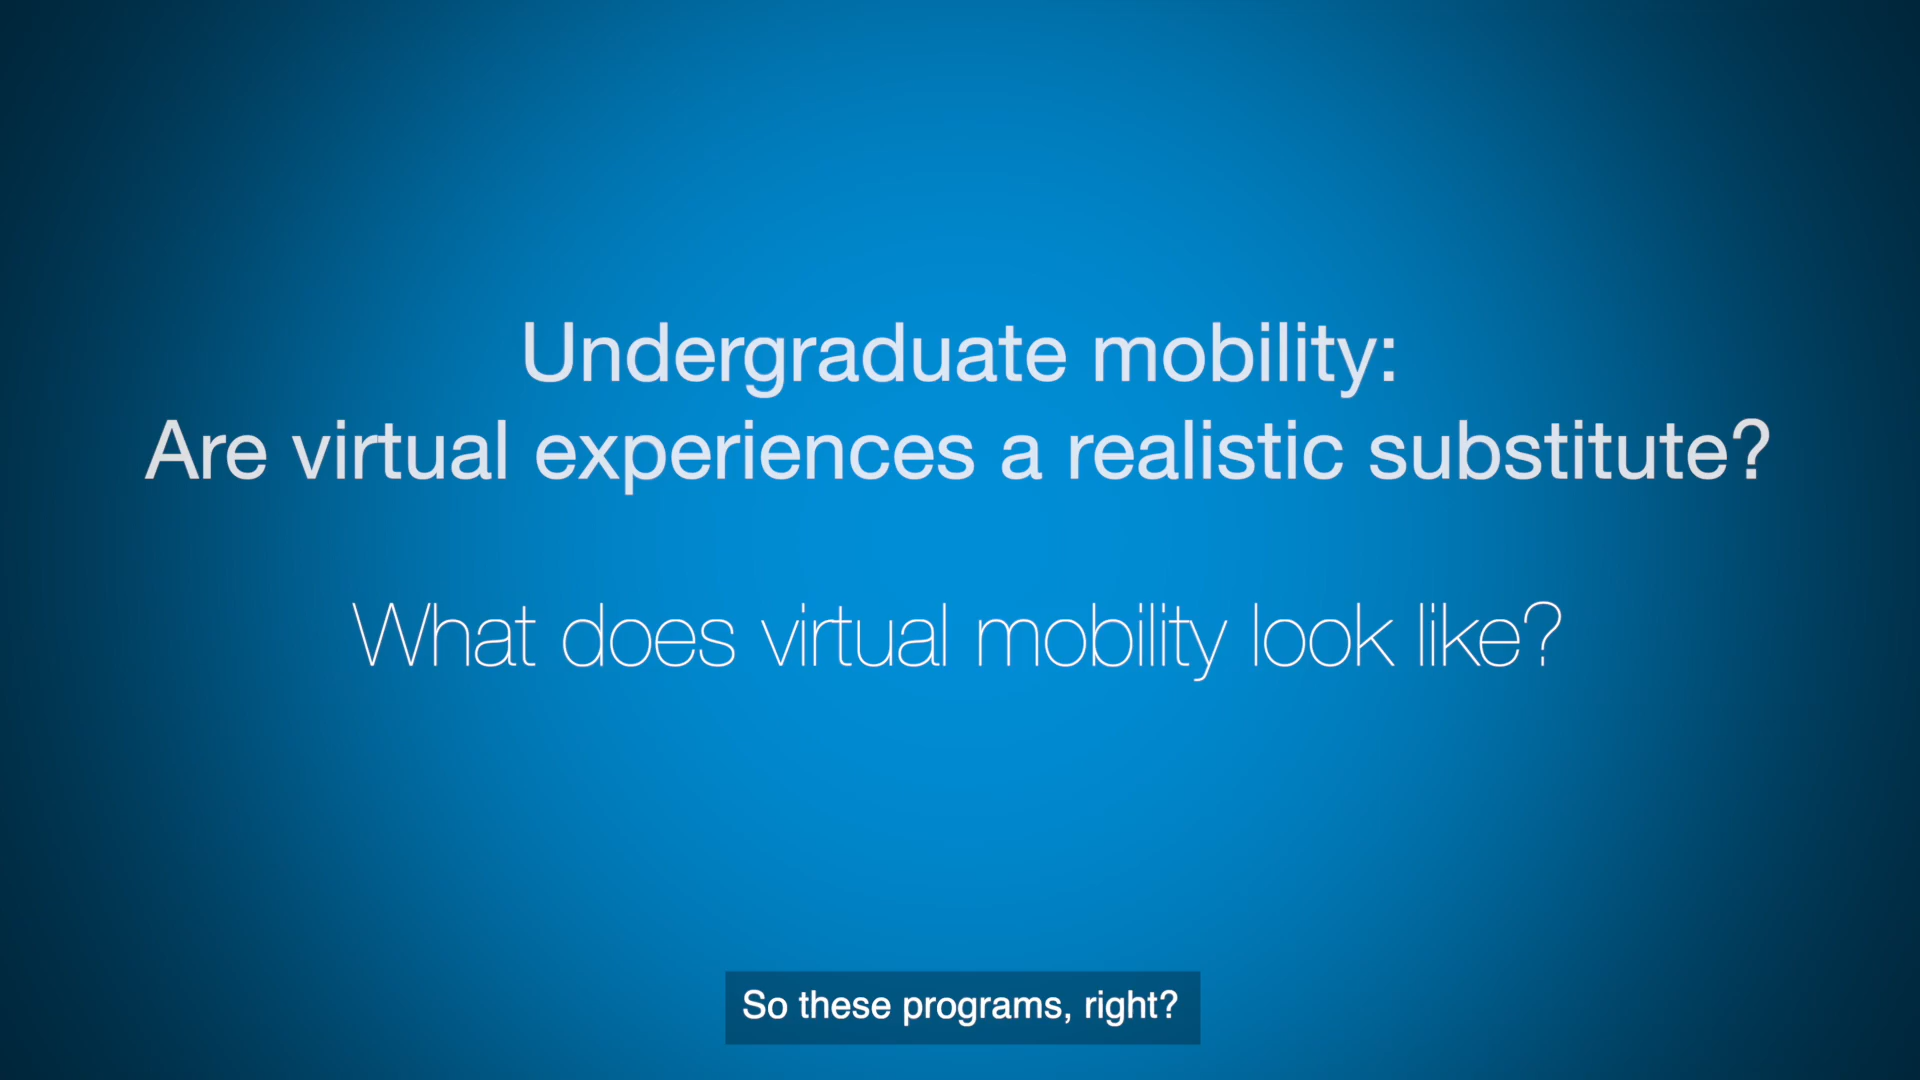 Undergraduate mobility:
Are virtual experiences a realistic substitute?
What does virtual mobility look like?
So these programs, right?